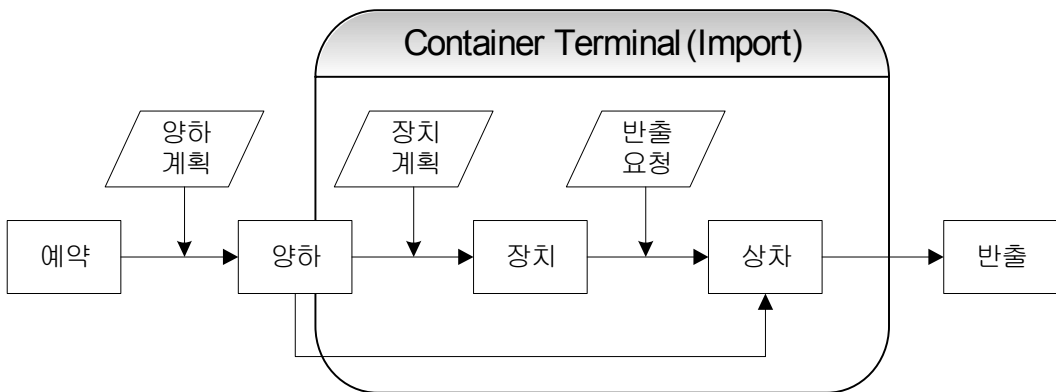 Container Terminal (Import)
양하
계획
장치
계획
반출
요청
예약
양하
장치
상차
반출